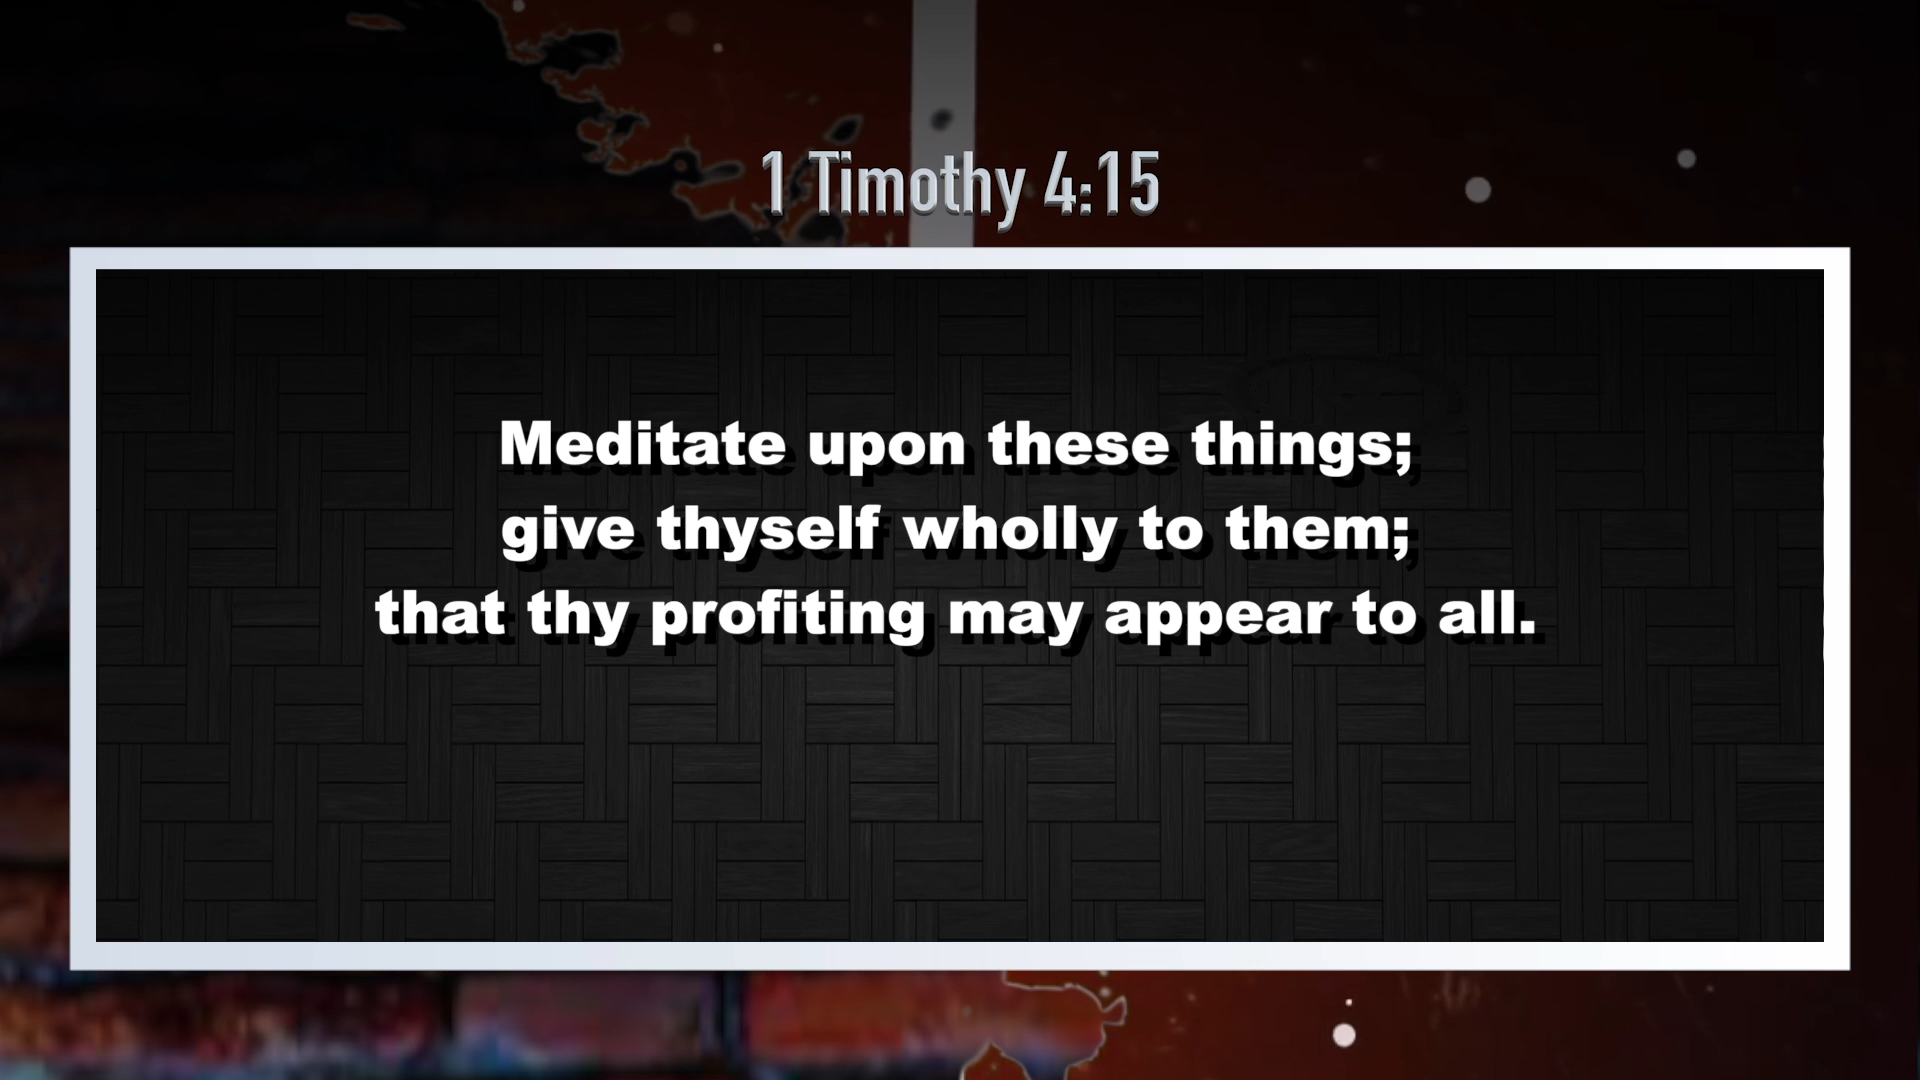 1 Timothy 4:15
Meditate upon these things;
give thyself wholly to them;
that thy profiting may appear to all.